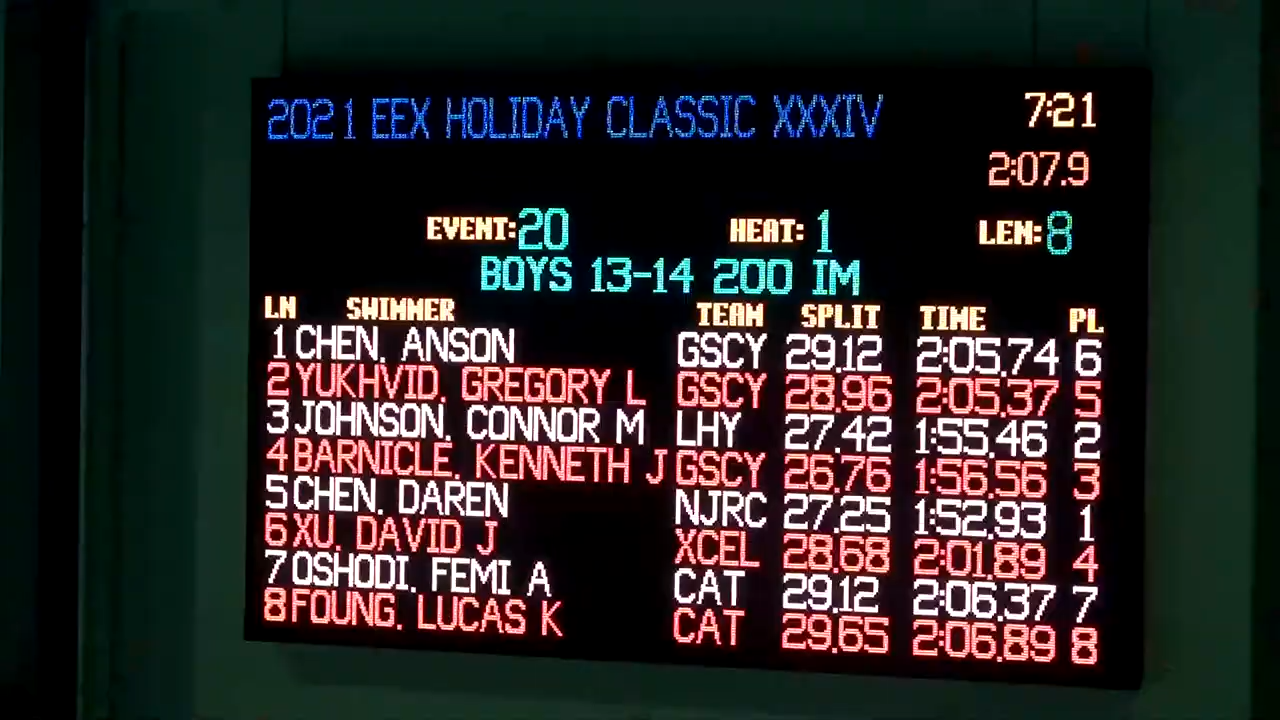 2021 EEX HOLIDAY CLASSIC XXXIV 7:21
2:07.9
EVENT:20 HEAT: 1 LEN:8
BOYS 13-14 200 IM
LN SWIMMER TEAM SPLIT TIME PL
1 CHEN, ANSON GSCY 29.12 2:05.74 6
2 YUKHVID, GREGORY L GSCY 28.96 2:05.37 5
3 JOHNSON, CONNOR M LHY 27.42 1:55.46 2
4 BARNICLE, KENNETH J GSCY 26.76 1:56.56 3
5 CHEN, DAREN NJRC 27.25 1:52.93 1
6 XU, DAVID J XCEL 28.68 2:01.89 4
7 OSHODI, FEMI A CAT 29.12 2:06.37 7
8 FOUNG, LUCAS K CAT 29.65 2:06.89 8